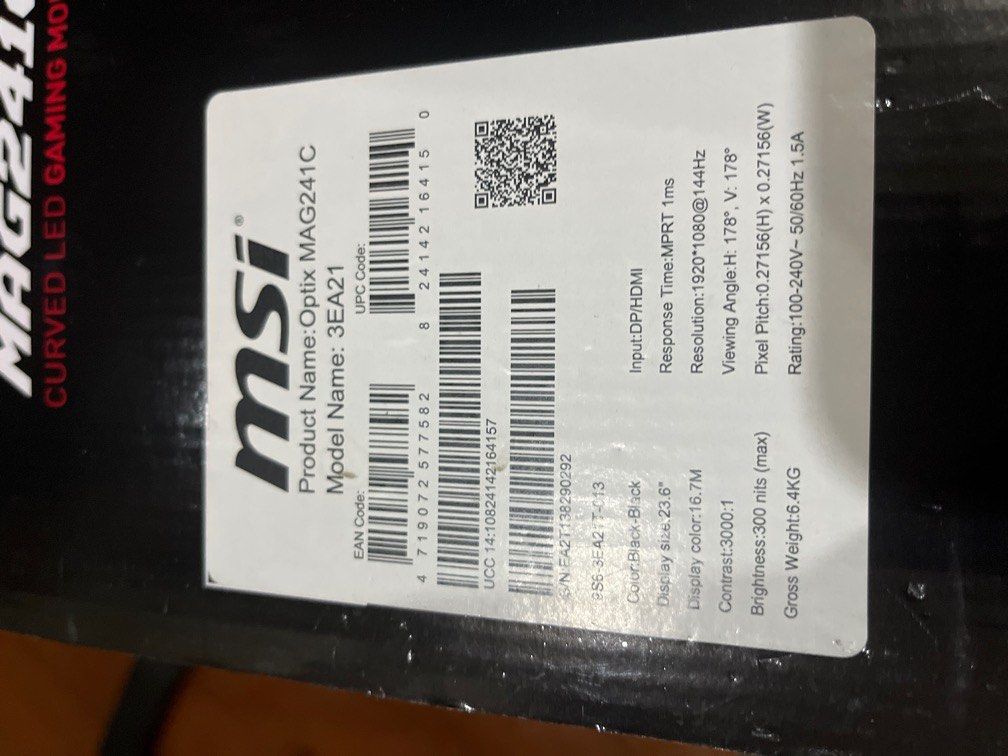 MAG241C
CURVED LED GAMING MO
msi®
Product Name:Optix MAG241C
Model Name: 3EA21
EAN Code:
UPC Code:
4 719072 577582
8 24142 16415 0
UCC 14:10824142164157
S/N:EA2T138290292
9S6-3EA21T-013
Color:Black-Black
Display size:23.6"
Display color:16.7M
Contrast:3000:1
Brightness:300 nits (max)
Gross Weight:6.4KG
Input:DP/HDMI
Response Time:MPRT 1ms
Resolution:1920*1080@144Hz
Viewing Angle:H: 178°, V: 178°
Pixel Pitch:0.27156(H) x 0.27156(W)
Rating:100-240V~ 50/60Hz 1.5A